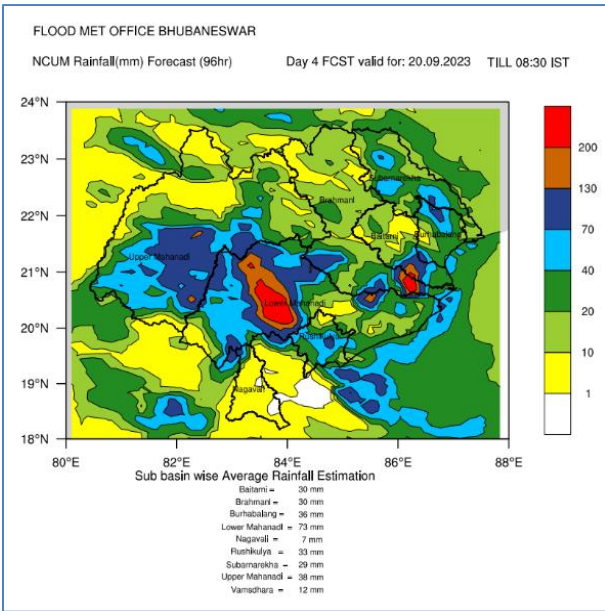 FLOOD MET OFFICE BHUBANESWAR
NCUM Rainfall(mm) Forecast (96hr) Day 4 FCST valid for: 20.09.2023 TILL 08:30 IST
24°N
23°N
22°N
21°N
20°N
19°N
18°N
80°E 82°E 84°E 86°E 88°E
Subarnarekha
Brahmani
Baitarni Burhabalang
Upper Mahanadi
Lower Mahanadi
Nagavali
200
130
70
40
20
10
1
Sub basin wise Average Rainfall Estimation
Baitarni = 30 mm
Brahmani = 30 mm
Burhabalang = 36 mm
Lower Mahanadi = 73 mm
Nagavali = 7 mm
Rushikulya = 33 mm
Subarnarekha = 29 mm
Upper Mahanadi = 38 mm
Vamsdhara = 12 mm